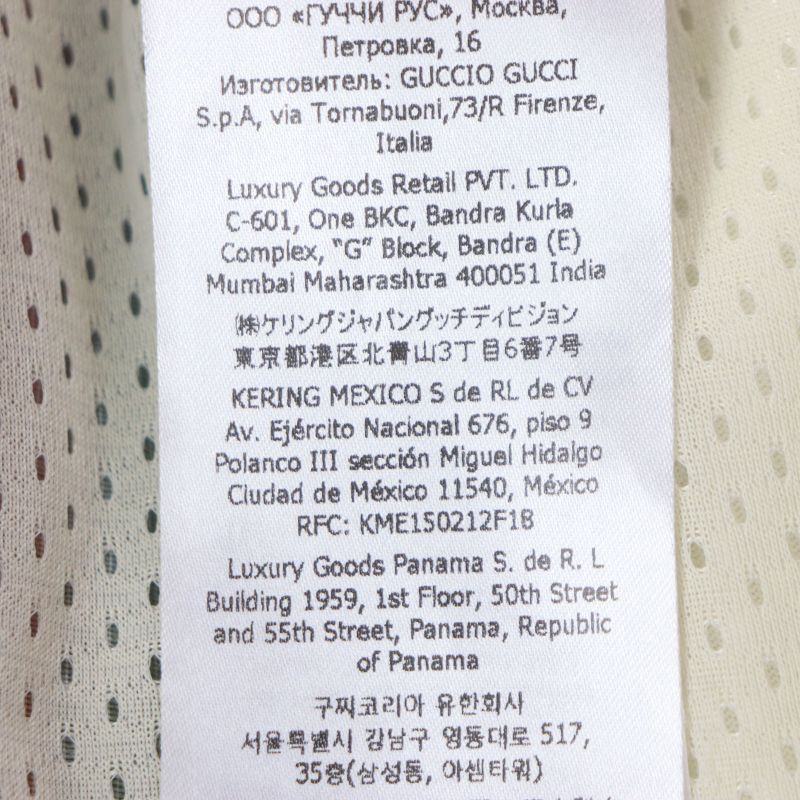 ООО «ГУЧЧИ РУС», Москва,
Петровка, 16
Изготовитель: GUCCIO GUCCI
S.p.A, via Tornabuoni,73/R Firenze,
Italia
Luxury Goods Retail PVT. LTD.
C-601, One BKC, Bandra Kurla
Complex, "G" Block, Bandra (E)
Mumbai Maharashtra 400051 India
㈱ケリングジャパングッチディビジョン
東京都港区北青山3丁目6番7号
KERING MEXICO S de RL de CV
Av. Ejército Nacional 676, piso 9
Polanco III sección Miguel Hidalgo
Ciudad de México 11540, México
RFC: KME150212F18
Luxury Goods Panama S. de R. L
Building 1959, 1st Floor, 50th Street
and 55th Street, Panama, Republic
of Panama
구찌코리아 유한회사
서울특별시 강남구 영동대로 517,
35층(삼성동, 아셈타워)